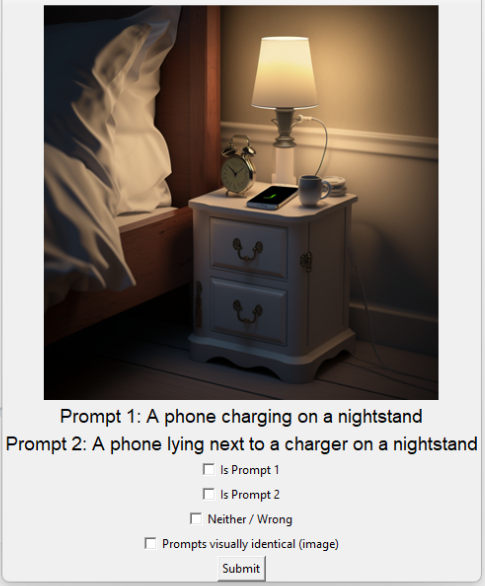 Prompt 1: A phone charging on a nightstand
Prompt 2: A phone lying next to a charger on a nightstand
Is Prompt 1
Is Prompt 2
Neither / Wrong
Prompts visually identical (image)
Submit